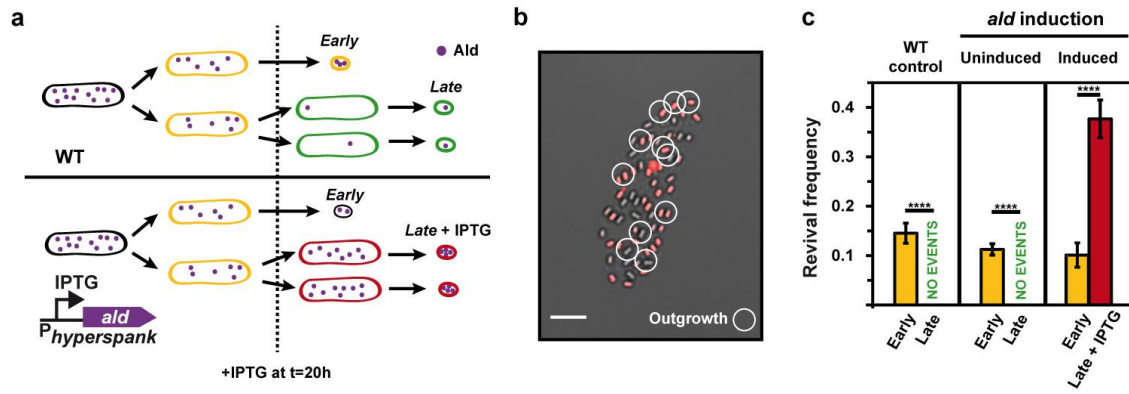 a
Early
Ald
Late
WT
Early
Late + IPTG
IPTG
ald
Phyperspank
+IPTG at t=20h
b
Outgrowth
c
ald induction
WT
control
Uninduced
Induced
Revival frequency
0.4
0.3
0.2
0.1
****
****
****
NO EVENTS
NO EVENTS
Early
Late
Early
Late
Early
Late + IPTG